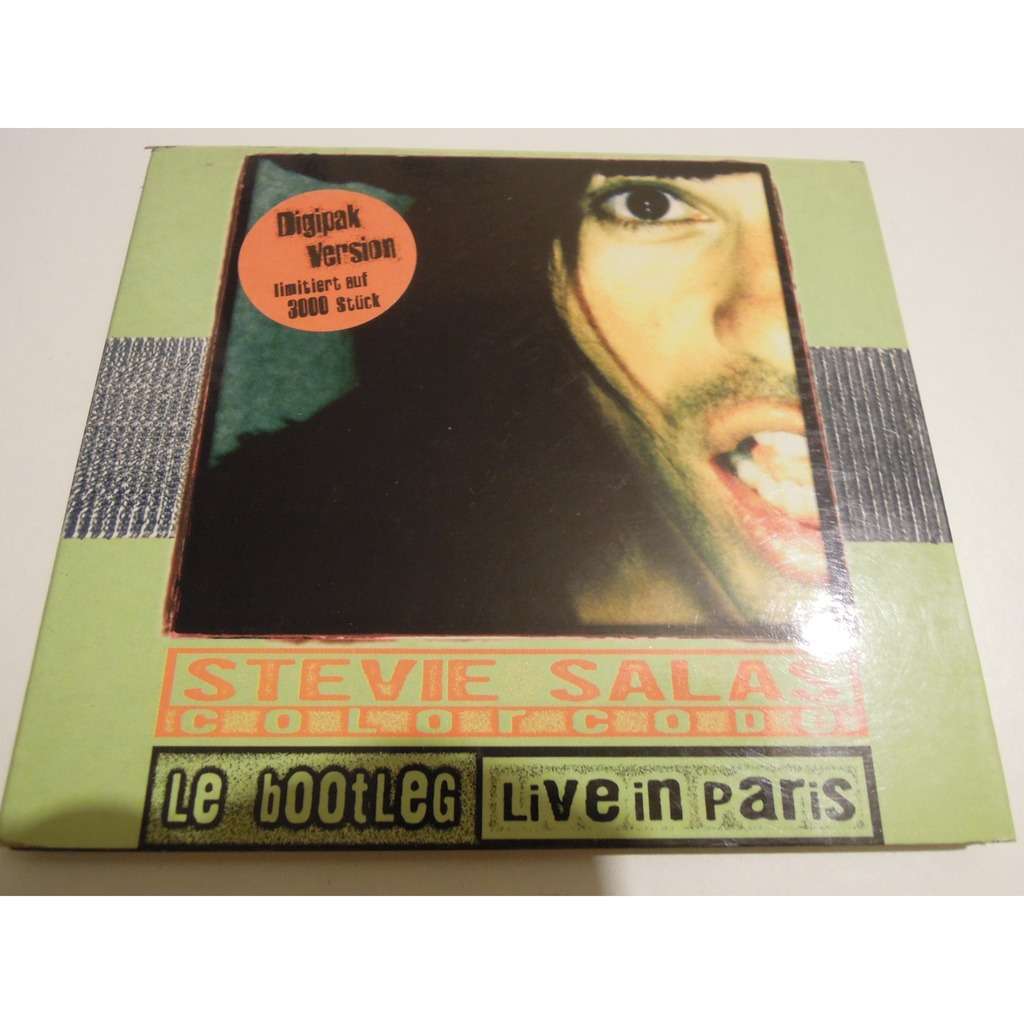 Digipak
Version
limitiert auf
3000 Stück
STEVIE SALAS
colorcode
Le bootLeG
Live in Paris